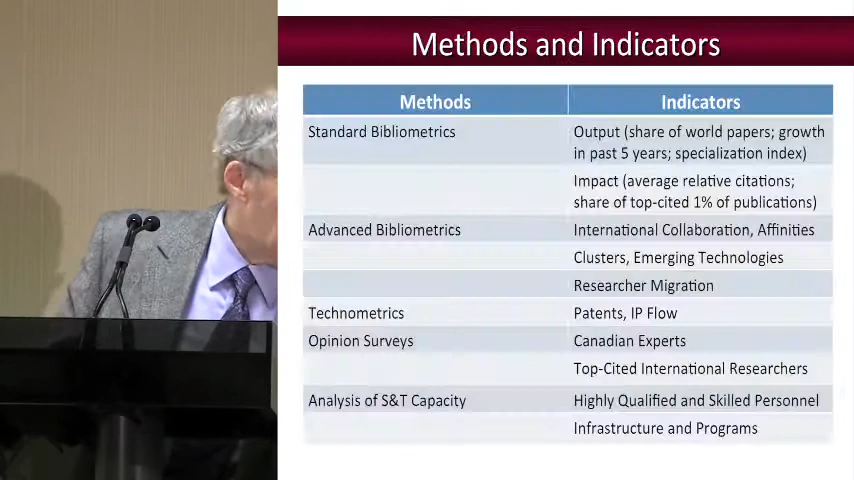 Methods and Indicators
Methods Indicators
Standard Bibliometrics Output (share of world papers; growth
in past 5 years; specialization index)
Impact (average relative citations;
share of top-cited 1% of publications)
Advanced Bibliometrics International Collaboration, Affinities
Clusters, Emerging Technologies
Researcher Migration
Technometrics Patents, IP Flow
Opinion Surveys Canadian Experts
Top-Cited International Researchers
Analysis of S&T Capacity Highly Qualified and Skilled Personnel
Infrastructure and Programs